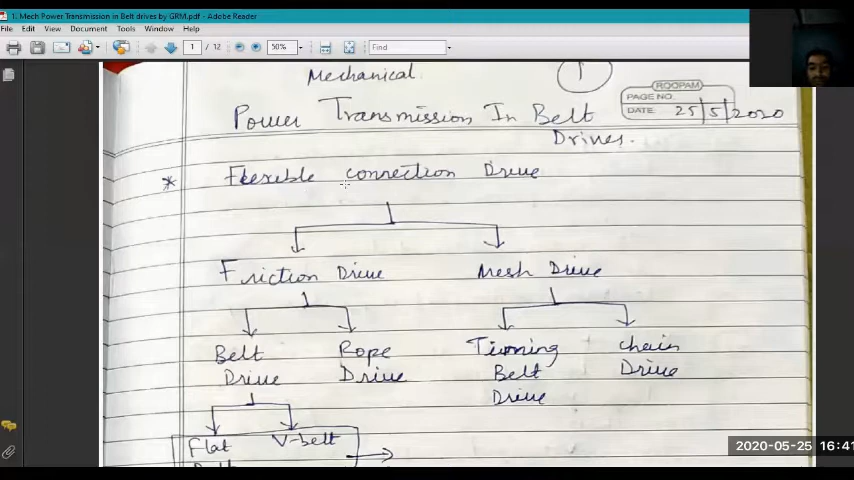 1. Mech Power Transmission in Belt drives by GRM.pdf - Adobe Reader
File Edit View Document Tools Window Help
1 / 12 50% Find
Mechanical
1
ROOPAM
PAGE NO.
DATE 25/5/2020
Power Transmission In Belt
Drives.
* Flexible connection Drive
Friction Drive Mesh Drive
Belt Rope Timing chain
Drive Drive Belt Drive
Drive
Flat V-belt
2020-05-25 16:41